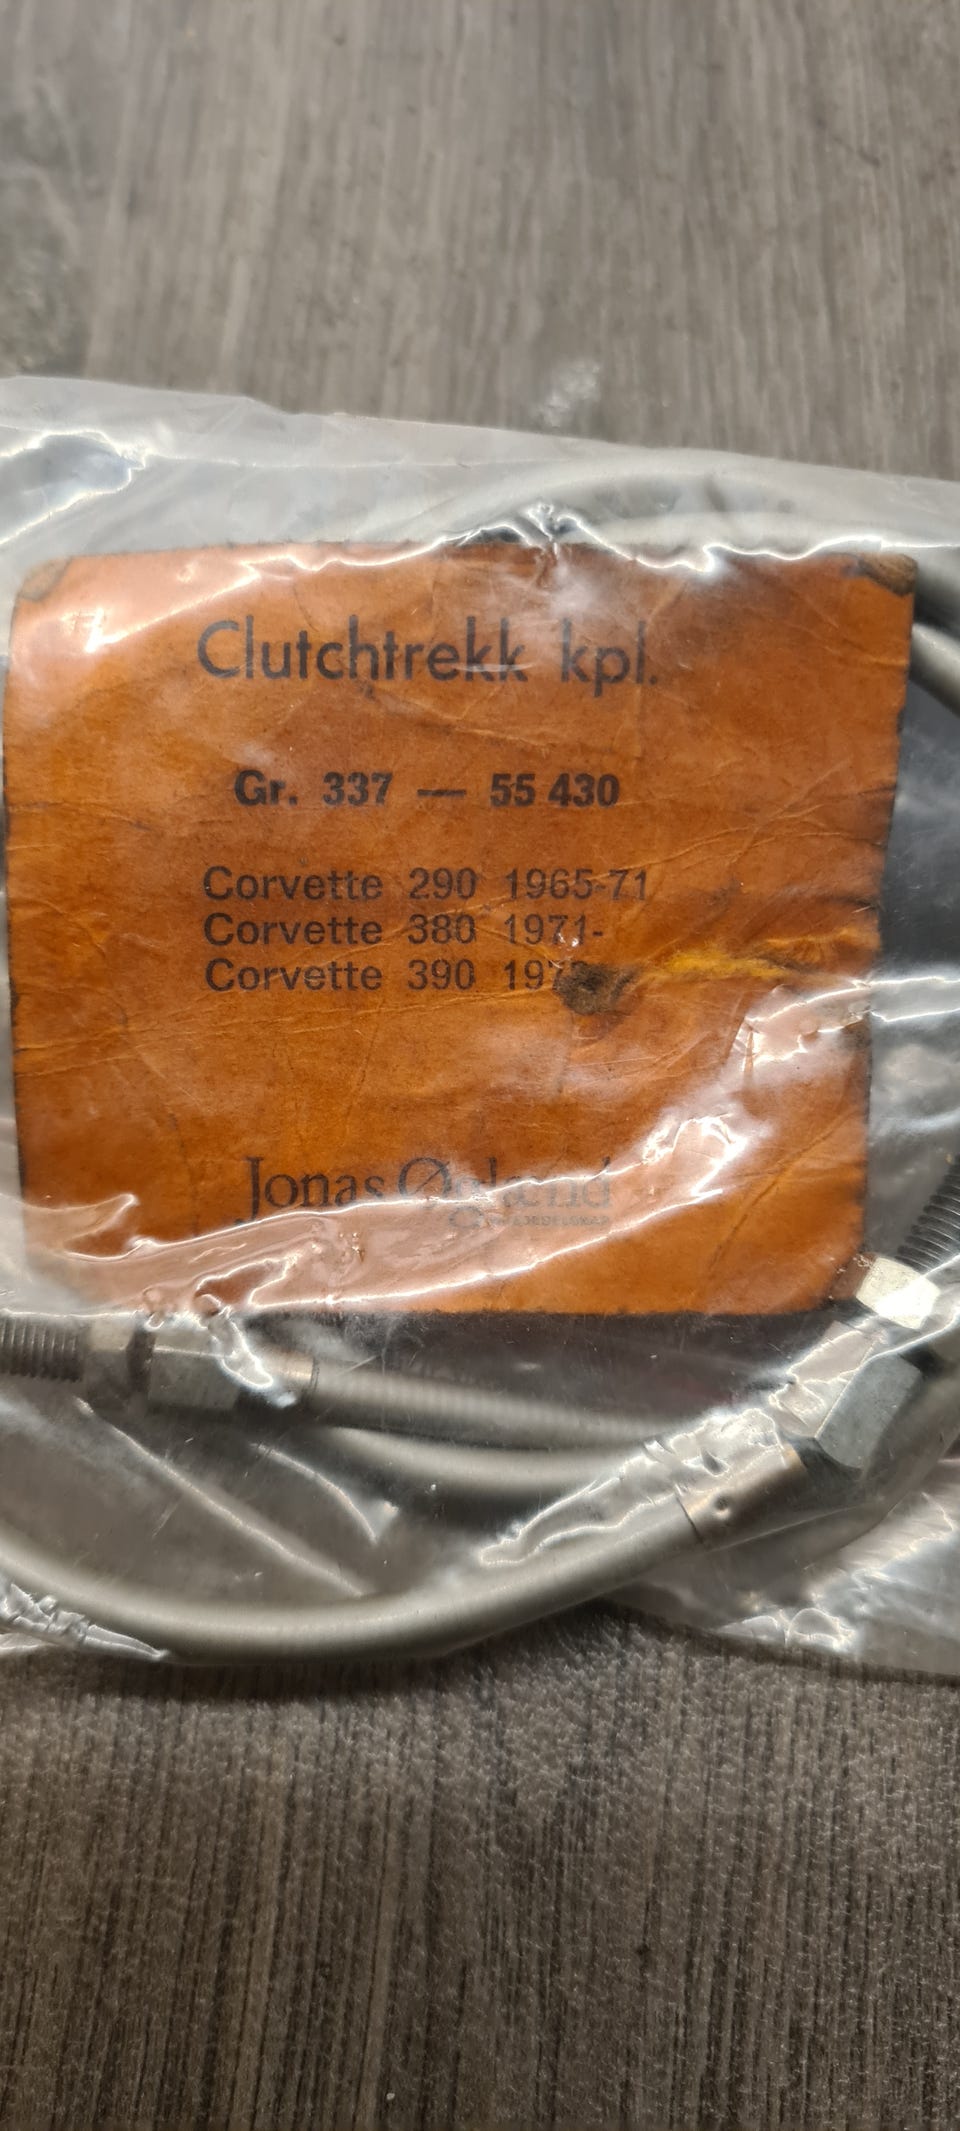 Clutchtrekk kpl.
Gr. 337 — 55 430
Corvette 290 1965-71
Corvette 380 1971-
Corvette 390
Jonas Øglænd